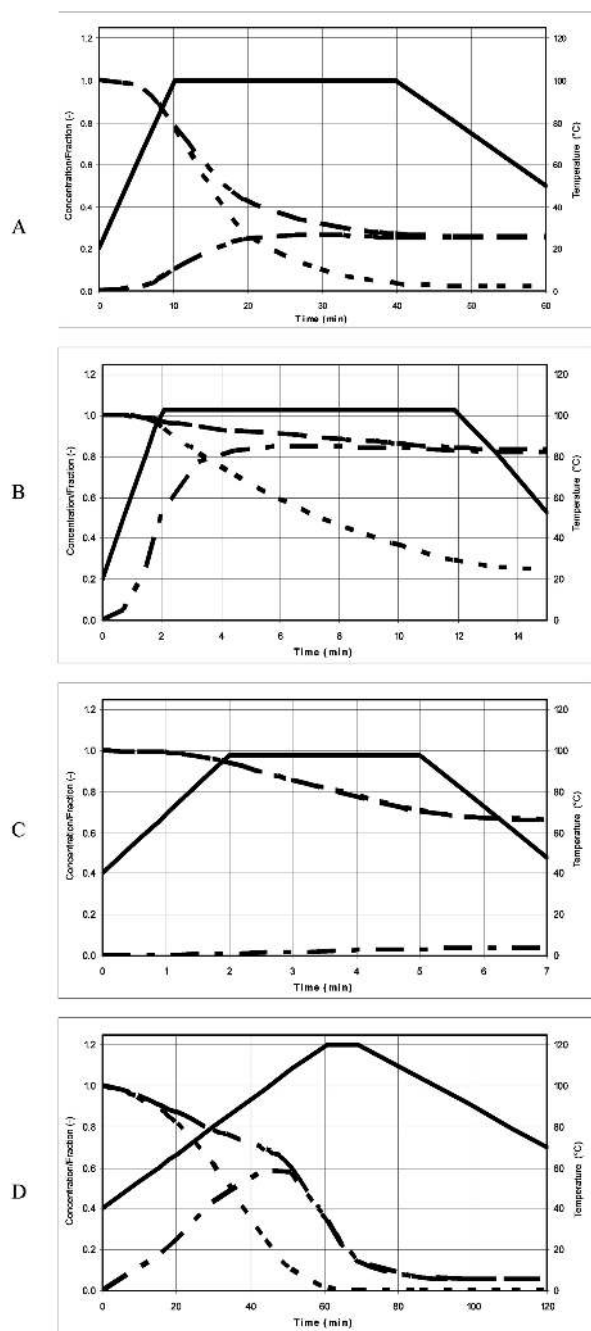 A
Concentration/Fraction (-)
1.2 120
1.0 100
0.8 80
0.6 60
0.4 40
0.2 20
0.0 0
Temperature (°C)
0 10 20 30 40 50 60
Time (min)
B
Concentration/Fraction (-)
1.2 120
1.0 100
0.8 80
0.6 60
0.4 40
0.2 20
0.0 0
Temperature (°C)
0 2 4 6 8 10 12 14
Time (min)
C
Concentration/Fraction (-)
1.2 120
1.0 100
0.8 80
0.6 60
0.4 40
0.2 20
0.0 0
Temperature (°C)
0 1 2 3 4 5 6 7
Time (min)
D
Concentration/Fraction (-)
1.2 120
1.0 100
0.8 80
0.6 60
0.4 40
0.2 20
0.0 0
Temperature (°C)
0 20 40 60 80 100 120
Time (min)